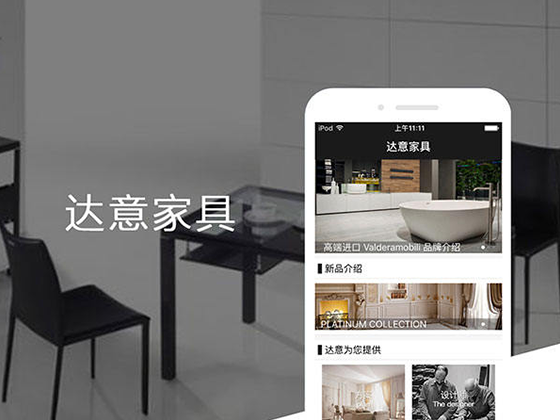 达意家具
iPod
上午11:11
达意家具
高端进口 Valderamobili 品牌介绍
新品介绍
PLATINUM COLLECTION
达意为您提供
设计师
The designer